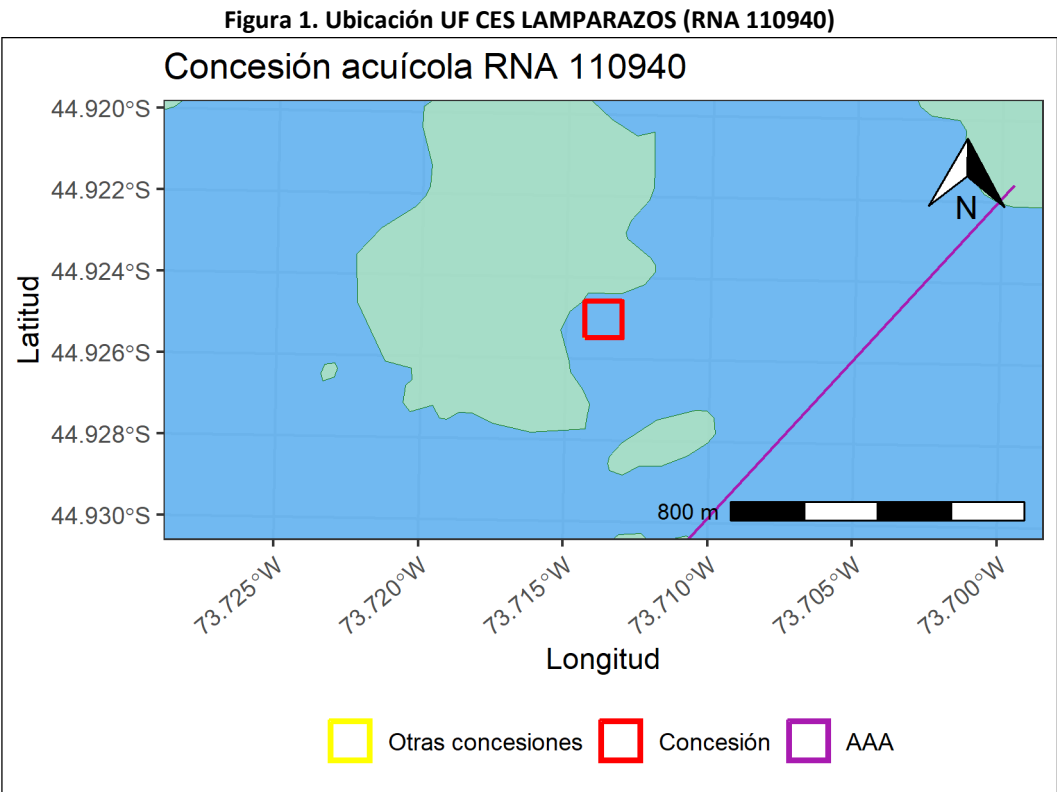 Figura 1. Ubicación UF CES LAMPARAZOS (RNA 110940)
Concesión acuícola RNA 110940
44.920°S
44.922°S
44.924°S
44.926°S
44.928°S
44.930°S
Latitud
N
800 m
73.725°W
73.720°W
73.715°W
73.710°W
73.705°W
73.700°W
Longitud
Otras concesiones
Concesión
AAA